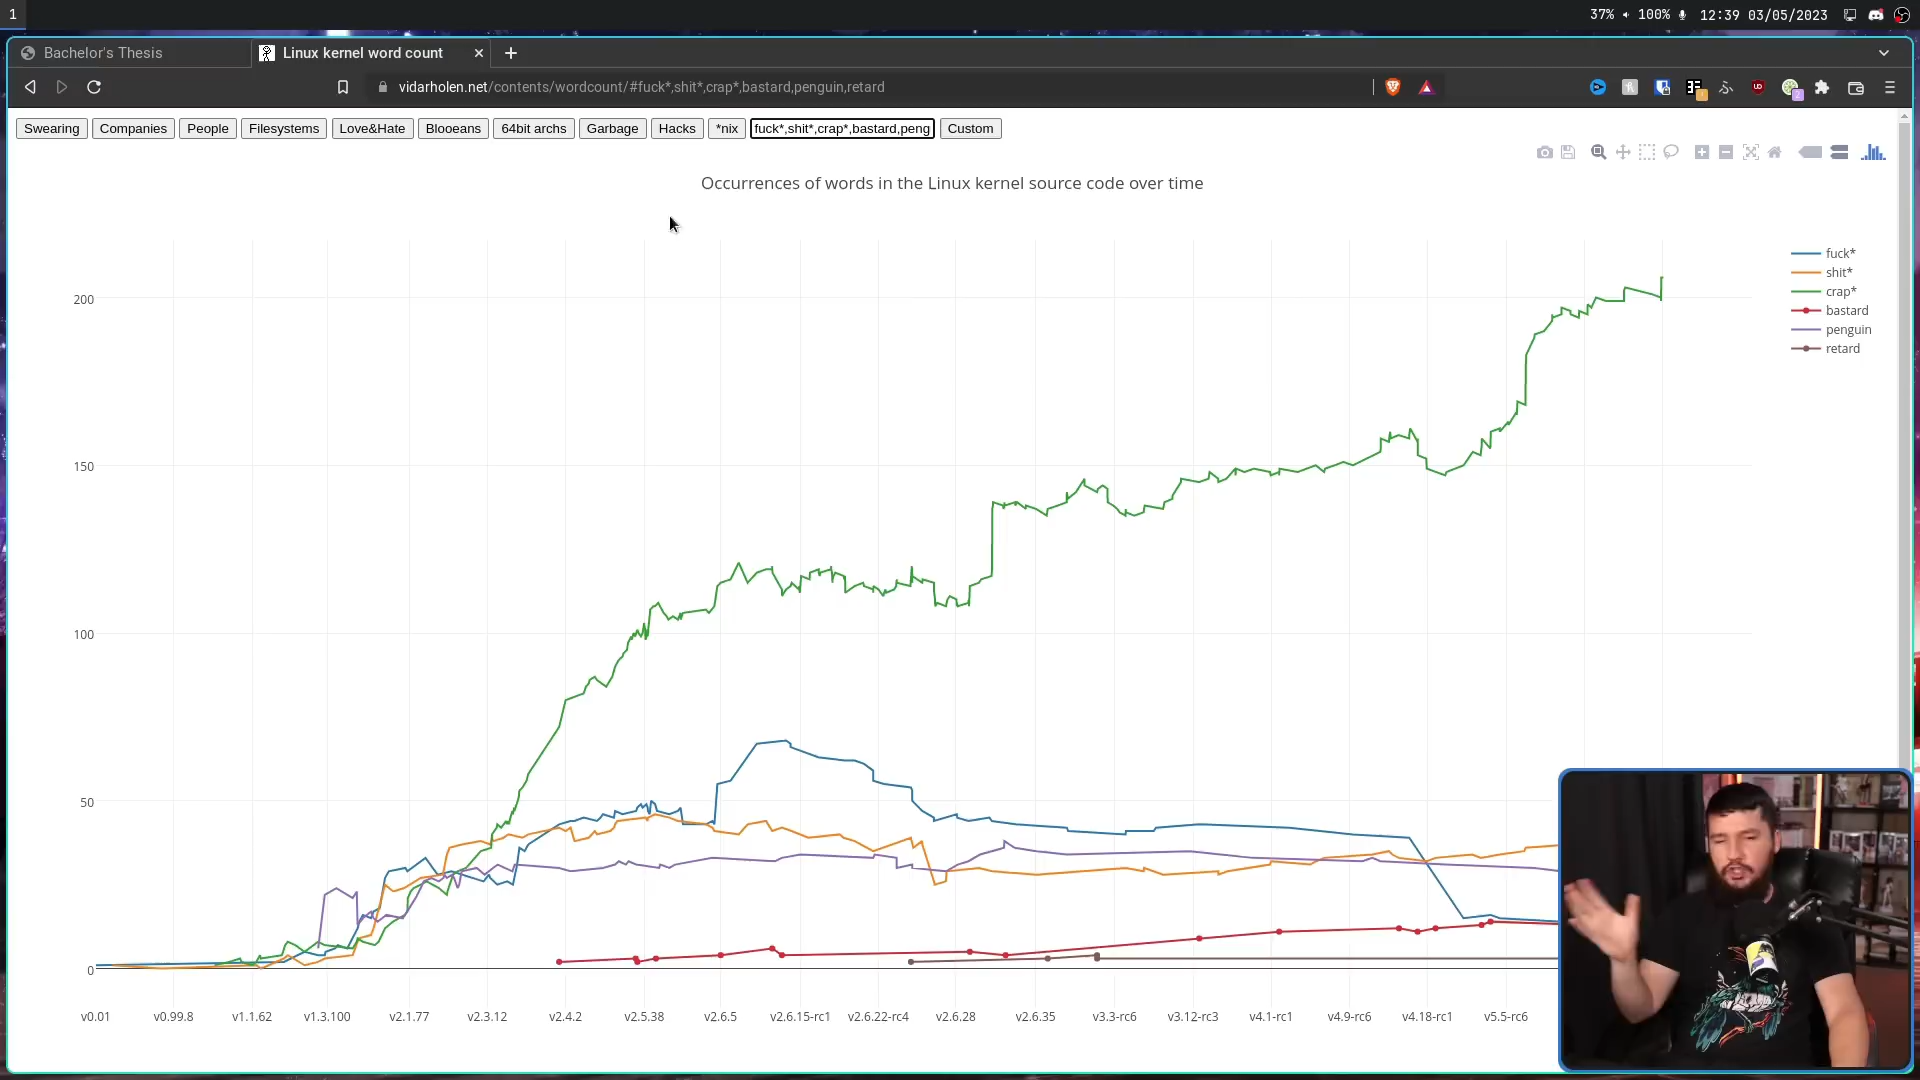 1
37% 100% 12:39 03/05/2023
Bachelor's Thesis
Linux kernel word count
vidarholen.net/contents/wordcount/#fuck*,shit*,crap*,bastard,penguin,retard
Swearing Companies People Filesystems Love&Hate Blooeans 64bit archs Garbage Hacks *nix fuck*,shit*,crap*,bastard,peng Custom
Occurrences of words in the Linux kernel source code over time
fuck*
shit*
crap*
bastard
penguin
retard
200
150
100
50
0
v0.01 v0.99.8 v1.1.62 v1.3.100 v2.1.77 v2.3.12 v2.4.2 v2.5.38 v2.6.5 v2.6.15-rc1 v2.6.22-rc4 v2.6.28 v2.6.35 v3.3-rc6 v3.12-rc3 v4.1-rc1 v4.9-rc6 v4.18-rc1 v5.5-rc6